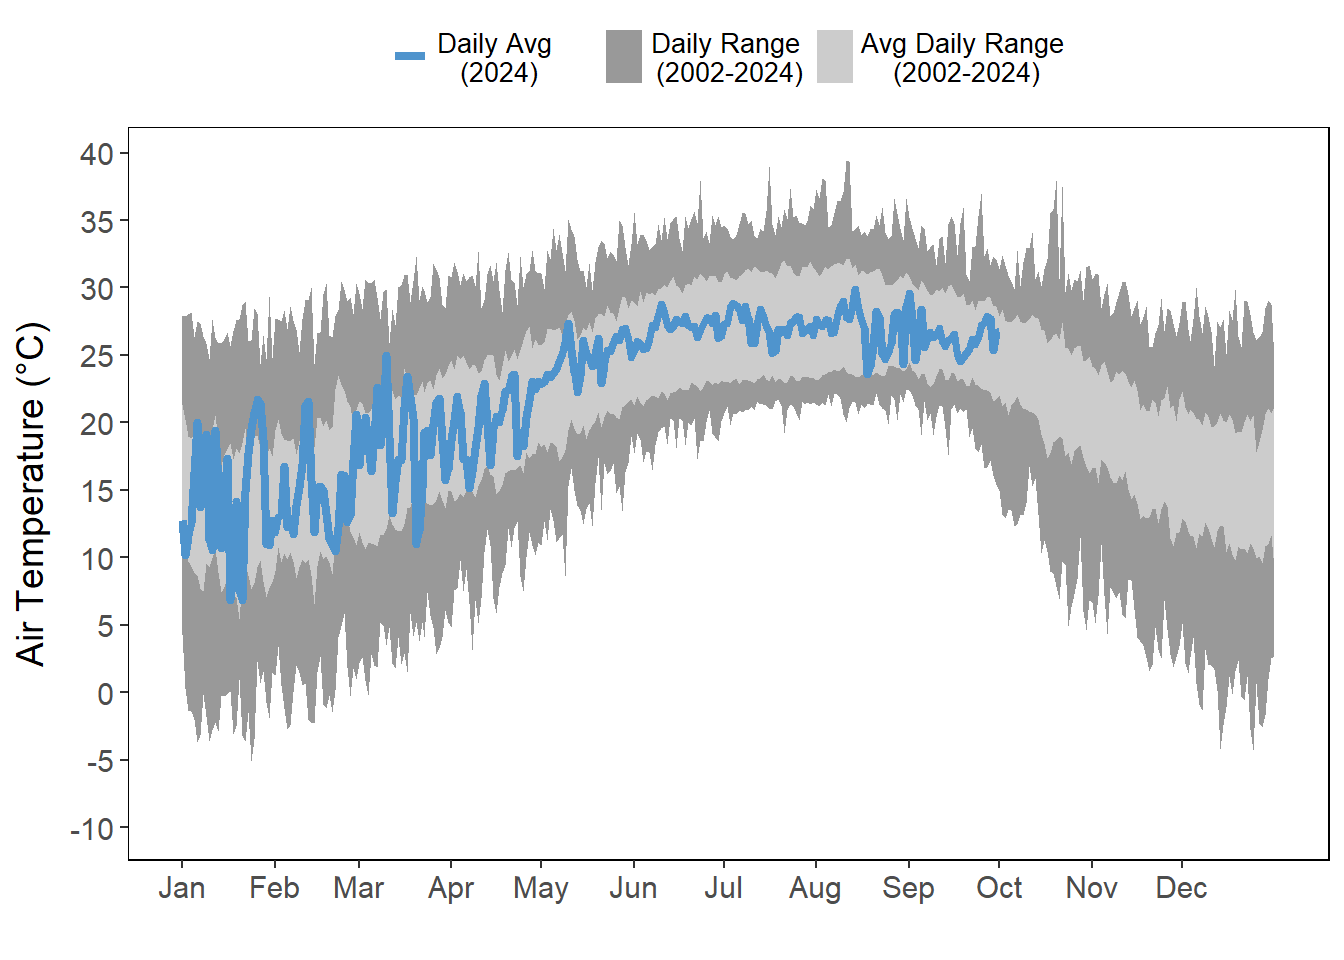 Daily Avg
(2024)
Daily Range
(2002-2024)
Avg Daily Range
(2002-2024)
Air Temperature (°C)
40
35
30
25
20
15
10
5
0
-5
-10
Jan Feb Mar Apr May Jun Jul Aug Sep Oct Nov Dec